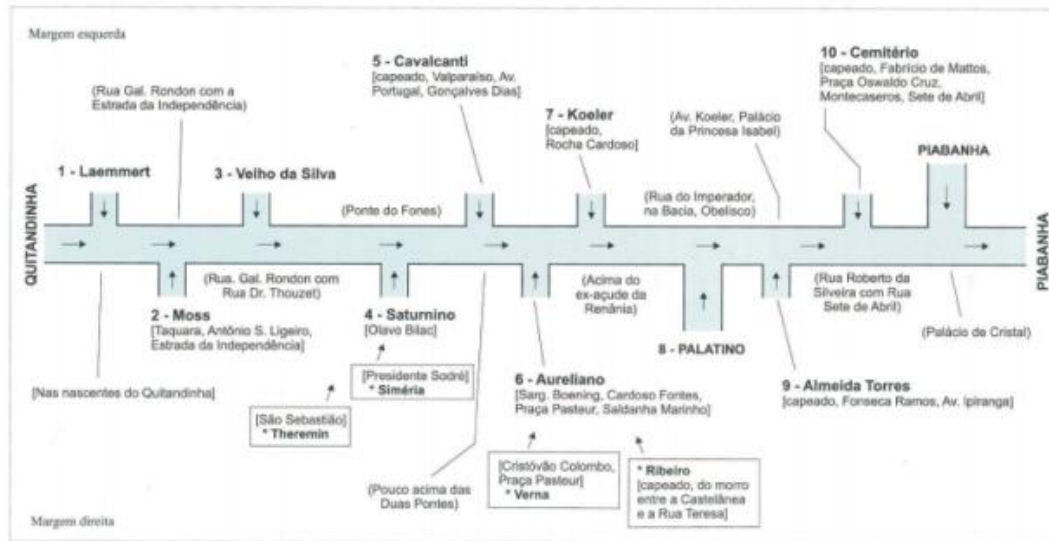 Margem esquerda
5 - Cavalcanti
[capeado, Valparaíso, Av.
Portugal, Gonçalves Dias]
10 - Cemitério
[capeado, Fabrício de Mattos,
Praça Oswaldo Cruz,
Montecaseros, Sete de Abril]
(Rua Gal. Rondon com a
Estrada da Independência)
7 - Koeler
[capeado,
Rocha Cardoso]
(Av. Koeler, Palácio
da Princesa Isabel)
PIABANHA
1 - Laemmert
3 - Velho da Silva
(Ponte do Fones)
(Rua do Imperador,
na Bacia, Obelisco)
QUITANDINHA
PIABANHA
(Rua. Gal. Rondon com
Rua Dr. Thouzet)
(Acima do
ex-açude da
Renânia)
(Rua Roberto da
Silveira com Rua
Sete de Abril)
2 - Moss
[Taquara, Antônio S. Ligeiro,
Estrada da Independência]
4 - Saturnino
[Olavo Bilac]
8 - PALATINO
(Palácio de Cristal)
[Nas nascentes do Quitandinha]
[Presidente Sodré]
* Siméria
6 - Aureliano
[Sarg. Boening, Cardoso Fontes,
Praça Pasteur, Saldanha Marinho]
9 - Almeida Torres
[capeado, Fonseca Ramos, Av. Ipiranga]
[São Sebastião]
* Theremin
(Pouco acima das
Duas Pontes)
[Cristóvão Colombo,
Praça Pasteur]
* Verna
* Ribeiro
[capeado, do morro
entre a Castelânea
e a Rua Teresa]
Margem direita